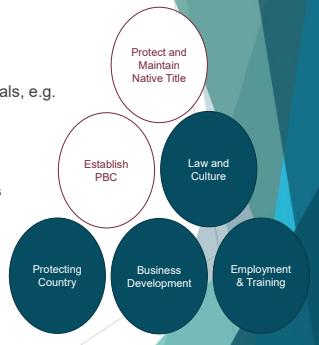 Protect and
Maintain
Native Title
als, e.g.
Establish
PBC
Law and
Culture
s
Protecting
Country
Business
Development
Employment
& Training